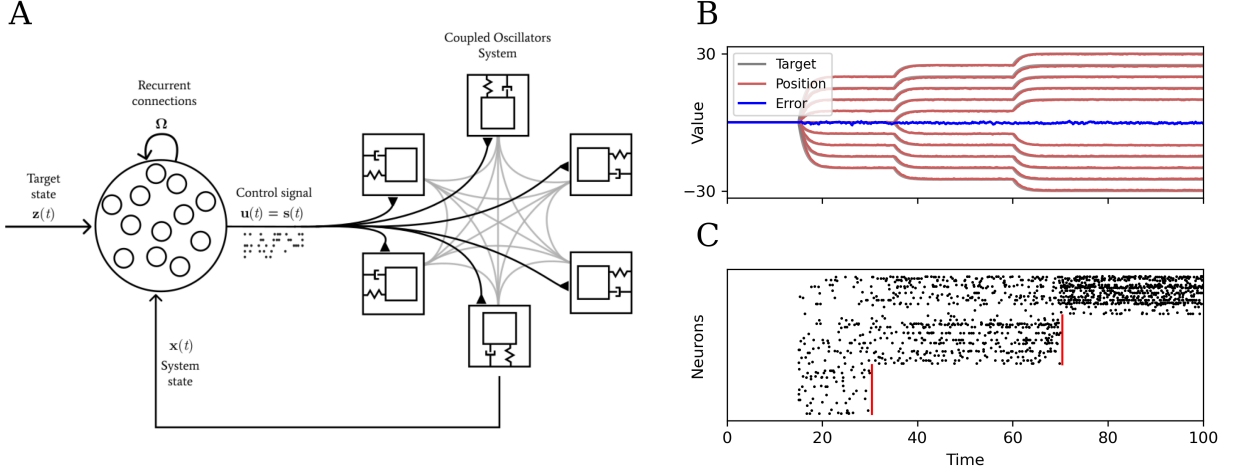 A
Coupled Oscillators
System
Recurrent
connections
Ω
Target
state
z(t)
Control signal
u(t) = s(t)
x(t)
System
state
B
30
Target
Position
Error
Value
−30
C
Neurons
0
20
40
60
80
100
Time